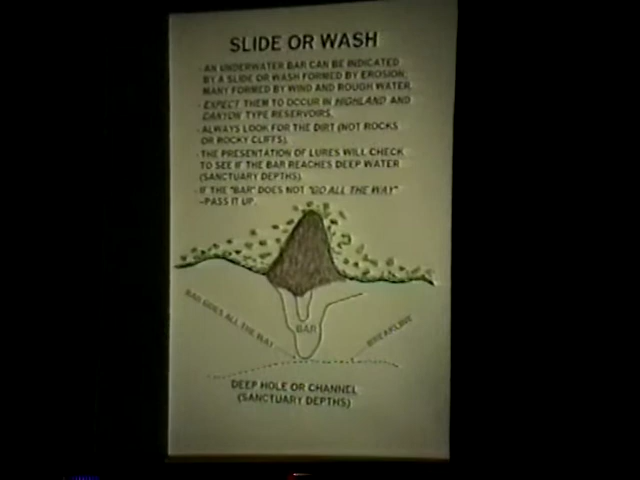 SLIDE OR WASH
- AN UNDERWATER BAR CAN BE INDICATED
BY A SLIDE OR WASH FORMED BY EROSION;
MANY FORMED BY WIND AND ROUGH WATER.
- EXPECT THEM TO OCCUR IN HIGHLAND AND
CANYON TYPE RESERVOIRS.
- ALWAYS LOOK FOR THE DIRT (NOT ROCKS
OR ROCKY CLIFFS).
- THE PRESENTATION OF LURES WILL CHECK
TO SEE IF THE BAR REACHES DEEP WATER
(SANCTUARY DEPTHS).
- IF THE "BAR" DOES NOT "GO ALL THE WAY"
-PASS IT UP.
BAR GOES ALL THE WAY
BAR
BREAKLINE
DEEP HOLE OR CHANNEL
(SANCTUARY DEPTHS)